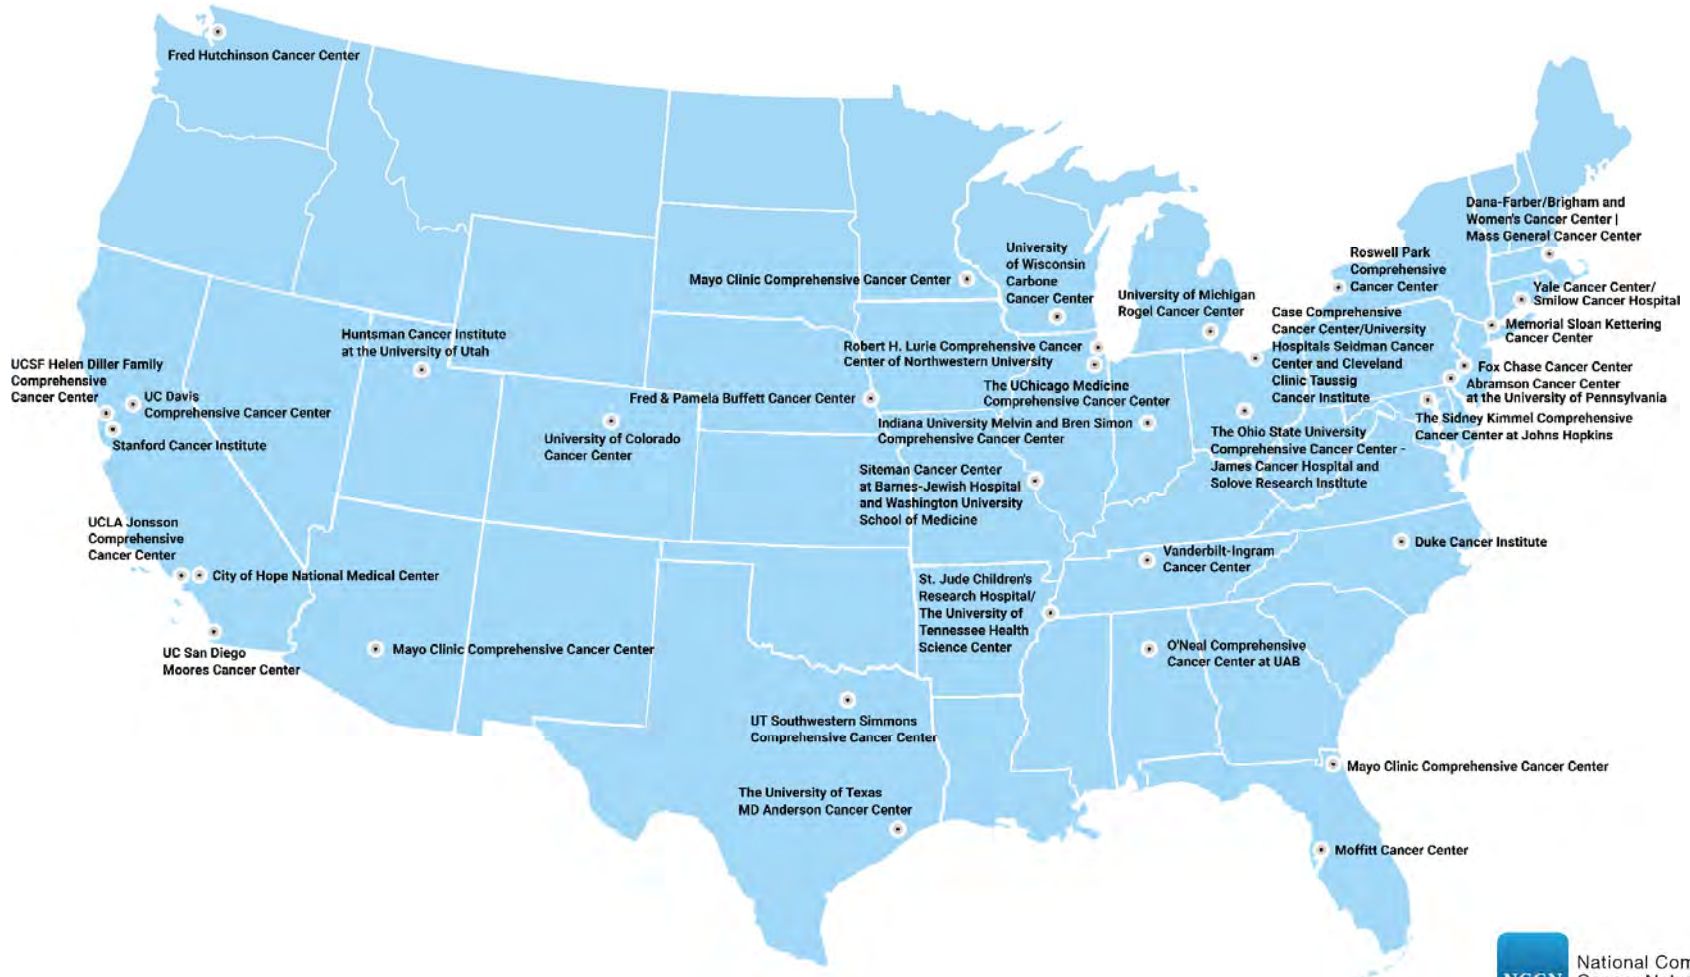 Fred Hutchinson Cancer Center
Dana-Farber/Brigham and
Women's Cancer Center |
Mass General Cancer Center
Roswell Park
Comprehensive
Cancer Center
University
of Wisconsin
Carbone
Cancer Center
Mayo Clinic Comprehensive Cancer Center
University of Michigan
Rogel Cancer Center
Yale Cancer Center/
Smilow Cancer Hospital
Case Comprehensive
Cancer Center/University
Hospitals Seidman Cancer
Center and Cleveland
Clinic Taussig
Cancer Institute
Memorial Sloan Kettering
Cancer Center
Huntsman Cancer Institute
at the University of Utah
Robert H. Lurie Comprehensive Cancer
Center of Northwestern University
UCSF Helen Diller Family
Comprehensive
Cancer Center
Fox Chase Cancer Center
Abramson Cancer Center
at the University of Pennsylvania
The UChicago Medicine
Comprehensive Cancer Center
UC Davis
Comprehensive Cancer Center
Fred & Pamela Buffett Cancer Center
Indiana University Melvin and Bren Simon
Comprehensive Cancer Center
The Sidney Kimmel Comprehensive
Cancer Center at Johns Hopkins
Stanford Cancer Institute
University of Colorado
Cancer Center
The Ohio State University
Comprehensive Cancer Center -
James Cancer Hospital and
Solove Research Institute
Siteman Cancer Center
at Barnes-Jewish Hospital
and Washington University
School of Medicine
UCLA Jonsson
Comprehensive
Cancer Center
Duke Cancer Institute
Vanderbilt-Ingram
Cancer Center
City of Hope National Medical Center
St. Jude Children's
Research Hospital/
The University of
Tennessee Health
Science Center
UC San Diego
Moores Cancer Center
Mayo Clinic Comprehensive Cancer Center
O'Neal Comprehensive
Cancer Center at UAB
UT Southwestern Simmons
Comprehensive Cancer Center
Mayo Clinic Comprehensive Cancer Center
The University of Texas
MD Anderson Cancer Center
Moffitt Cancer Center
National Com